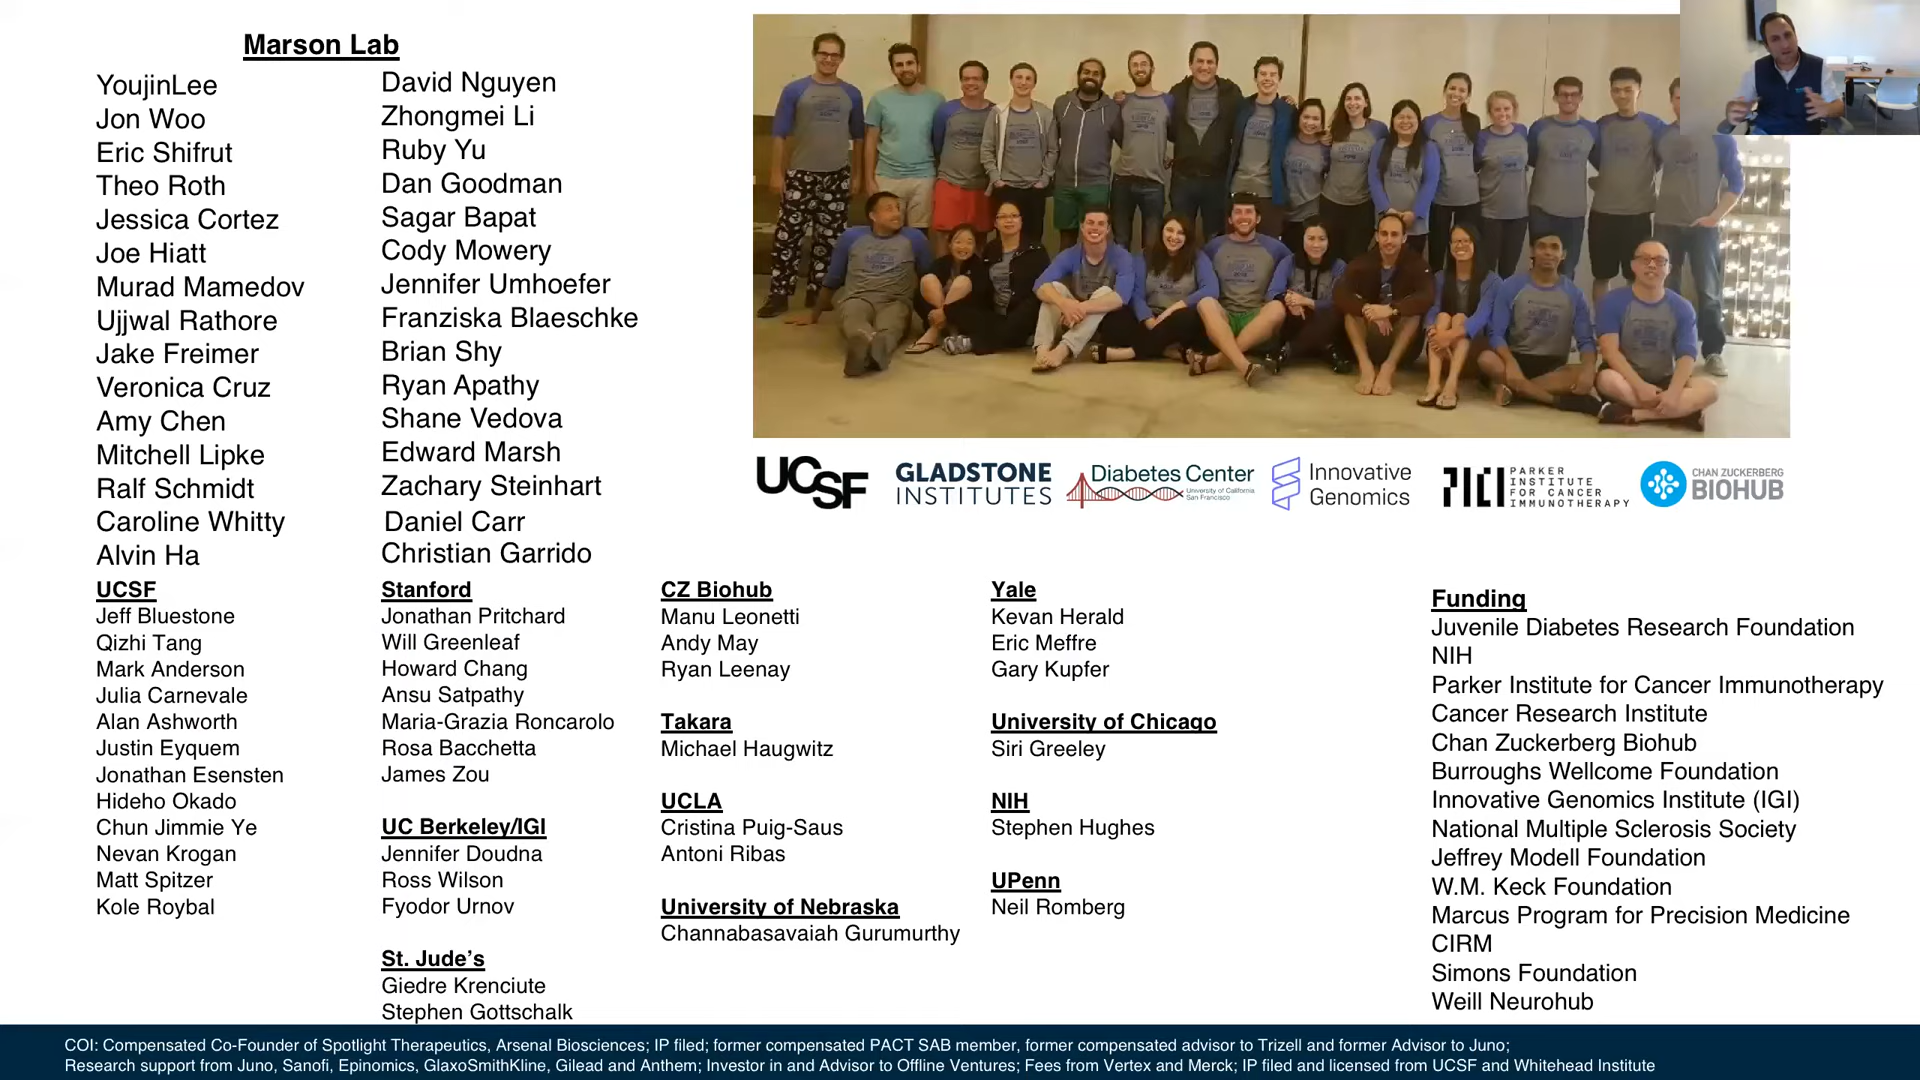 Marson Lab
YoujinLee
Jon Woo
Eric Shifrut
Theo Roth
Jessica Cortez
Joe Hiatt
Murad Mamedov
Ujjwal Rathore
Jake Freimer
Veronica Cruz
Amy Chen
Mitchell Lipke
Ralf Schmidt
Caroline Whitty
Alvin Ha
David Nguyen
Zhongmei Li
Ruby Yu
Dan Goodman
Sagar Bapat
Cody Mowery
Jennifer Umhoefer
Franziska Blaeschke
Brian Shy
Ryan Apathy
Shane Vedova
Edward Marsh
Zachary Steinhart
Daniel Carr
Christian Garrido
UCSF
GLADSTONE
INSTITUTES
Diabetes Center
University of California
San Francisco
Innovative
Genomics
PICI
PARKER
INSTITUTE
FOR CANCER
IMMUNOTHERAPY
CHAN ZUCKERBERG
BIOHUB
UCSF
Jeff Bluestone
Qizhi Tang
Mark Anderson
Julia Carnevale
Alan Ashworth
Justin Eyquem
Jonathan Esensten
Hideho Okado
Chun Jimmie Ye
Nevan Krogan
Matt Spitzer
Kole Roybal
Stanford
Jonathan Pritchard
Will Greenleaf
Howard Chang
Ansu Satpathy
Maria-Grazia Roncarolo
Rosa Bacchetta
James Zou
UC Berkeley/IGI
Jennifer Doudna
Ross Wilson
Fyodor Urnov
St. Jude's
Giedre Krenciute
Stephen Gottschalk
CZ Biohub
Manu Leonetti
Andy May
Ryan Leenay
Takara
Michael Haugwitz
UCLA
Cristina Puig-Saus
Antoni Ribas
University of Nebraska
Channabasavaiah Gurumurthy
Yale
Kevan Herald
Eric Meffre
Gary Kupfer
University of Chicago
Siri Greeley
NIH
Stephen Hughes
UPenn
Neil Romberg
Funding
Juvenile Diabetes Research Foundation
NIH
Parker Institute for Cancer Immunotherapy
Cancer Research Institute
Chan Zuckerberg Biohub
Burroughs Wellcome Foundation
Innovative Genomics Institute (IGI)
National Multiple Sclerosis Society
Jeffrey Modell Foundation
W.M. Keck Foundation
Marcus Program for Precision Medicine
CIRM
Simons Foundation
Weill Neurohub
COI: Compensated Co-Founder of Spotlight Therapeutics, Arsenal Biosciences; IP filed; former compensated PACT SAB member, former compensated advisor to Trizell and former Advisor to Juno;
Research support from Juno, Sanofi, Epinomics, GlaxoSmithKline, Gilead and Anthem; Investor in and Advisor to Offline Ventures; Fees from Vertex and Merck; IP filed and licensed from UCSF and Whitehead Institute